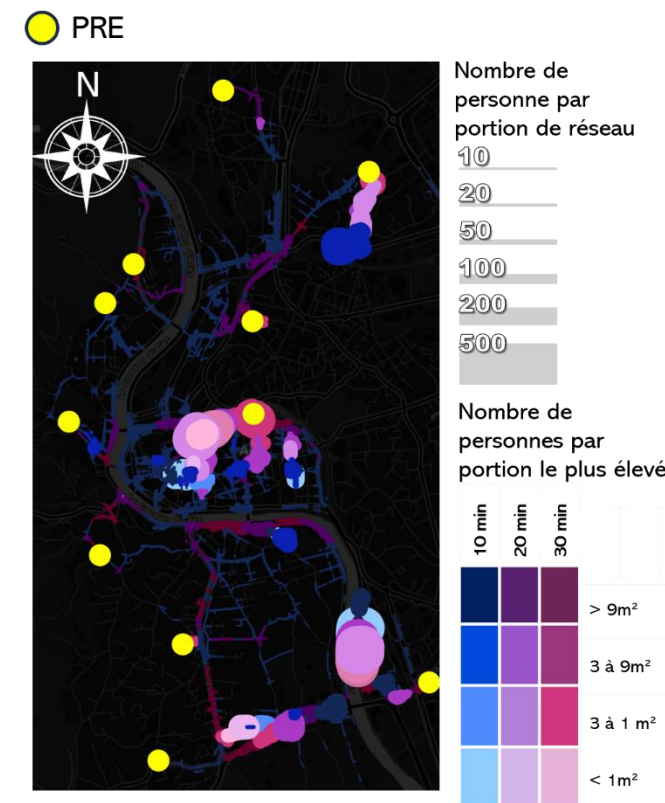 PRE
N
Nombre de
personne par
portion de réseau
10
20
50
100
200
500
Nombre de
personnes par
portion le plus élevé
10 min
20 min
30 min
> 9m²
3 à 9m²
3 à 1 m²
< 1m²